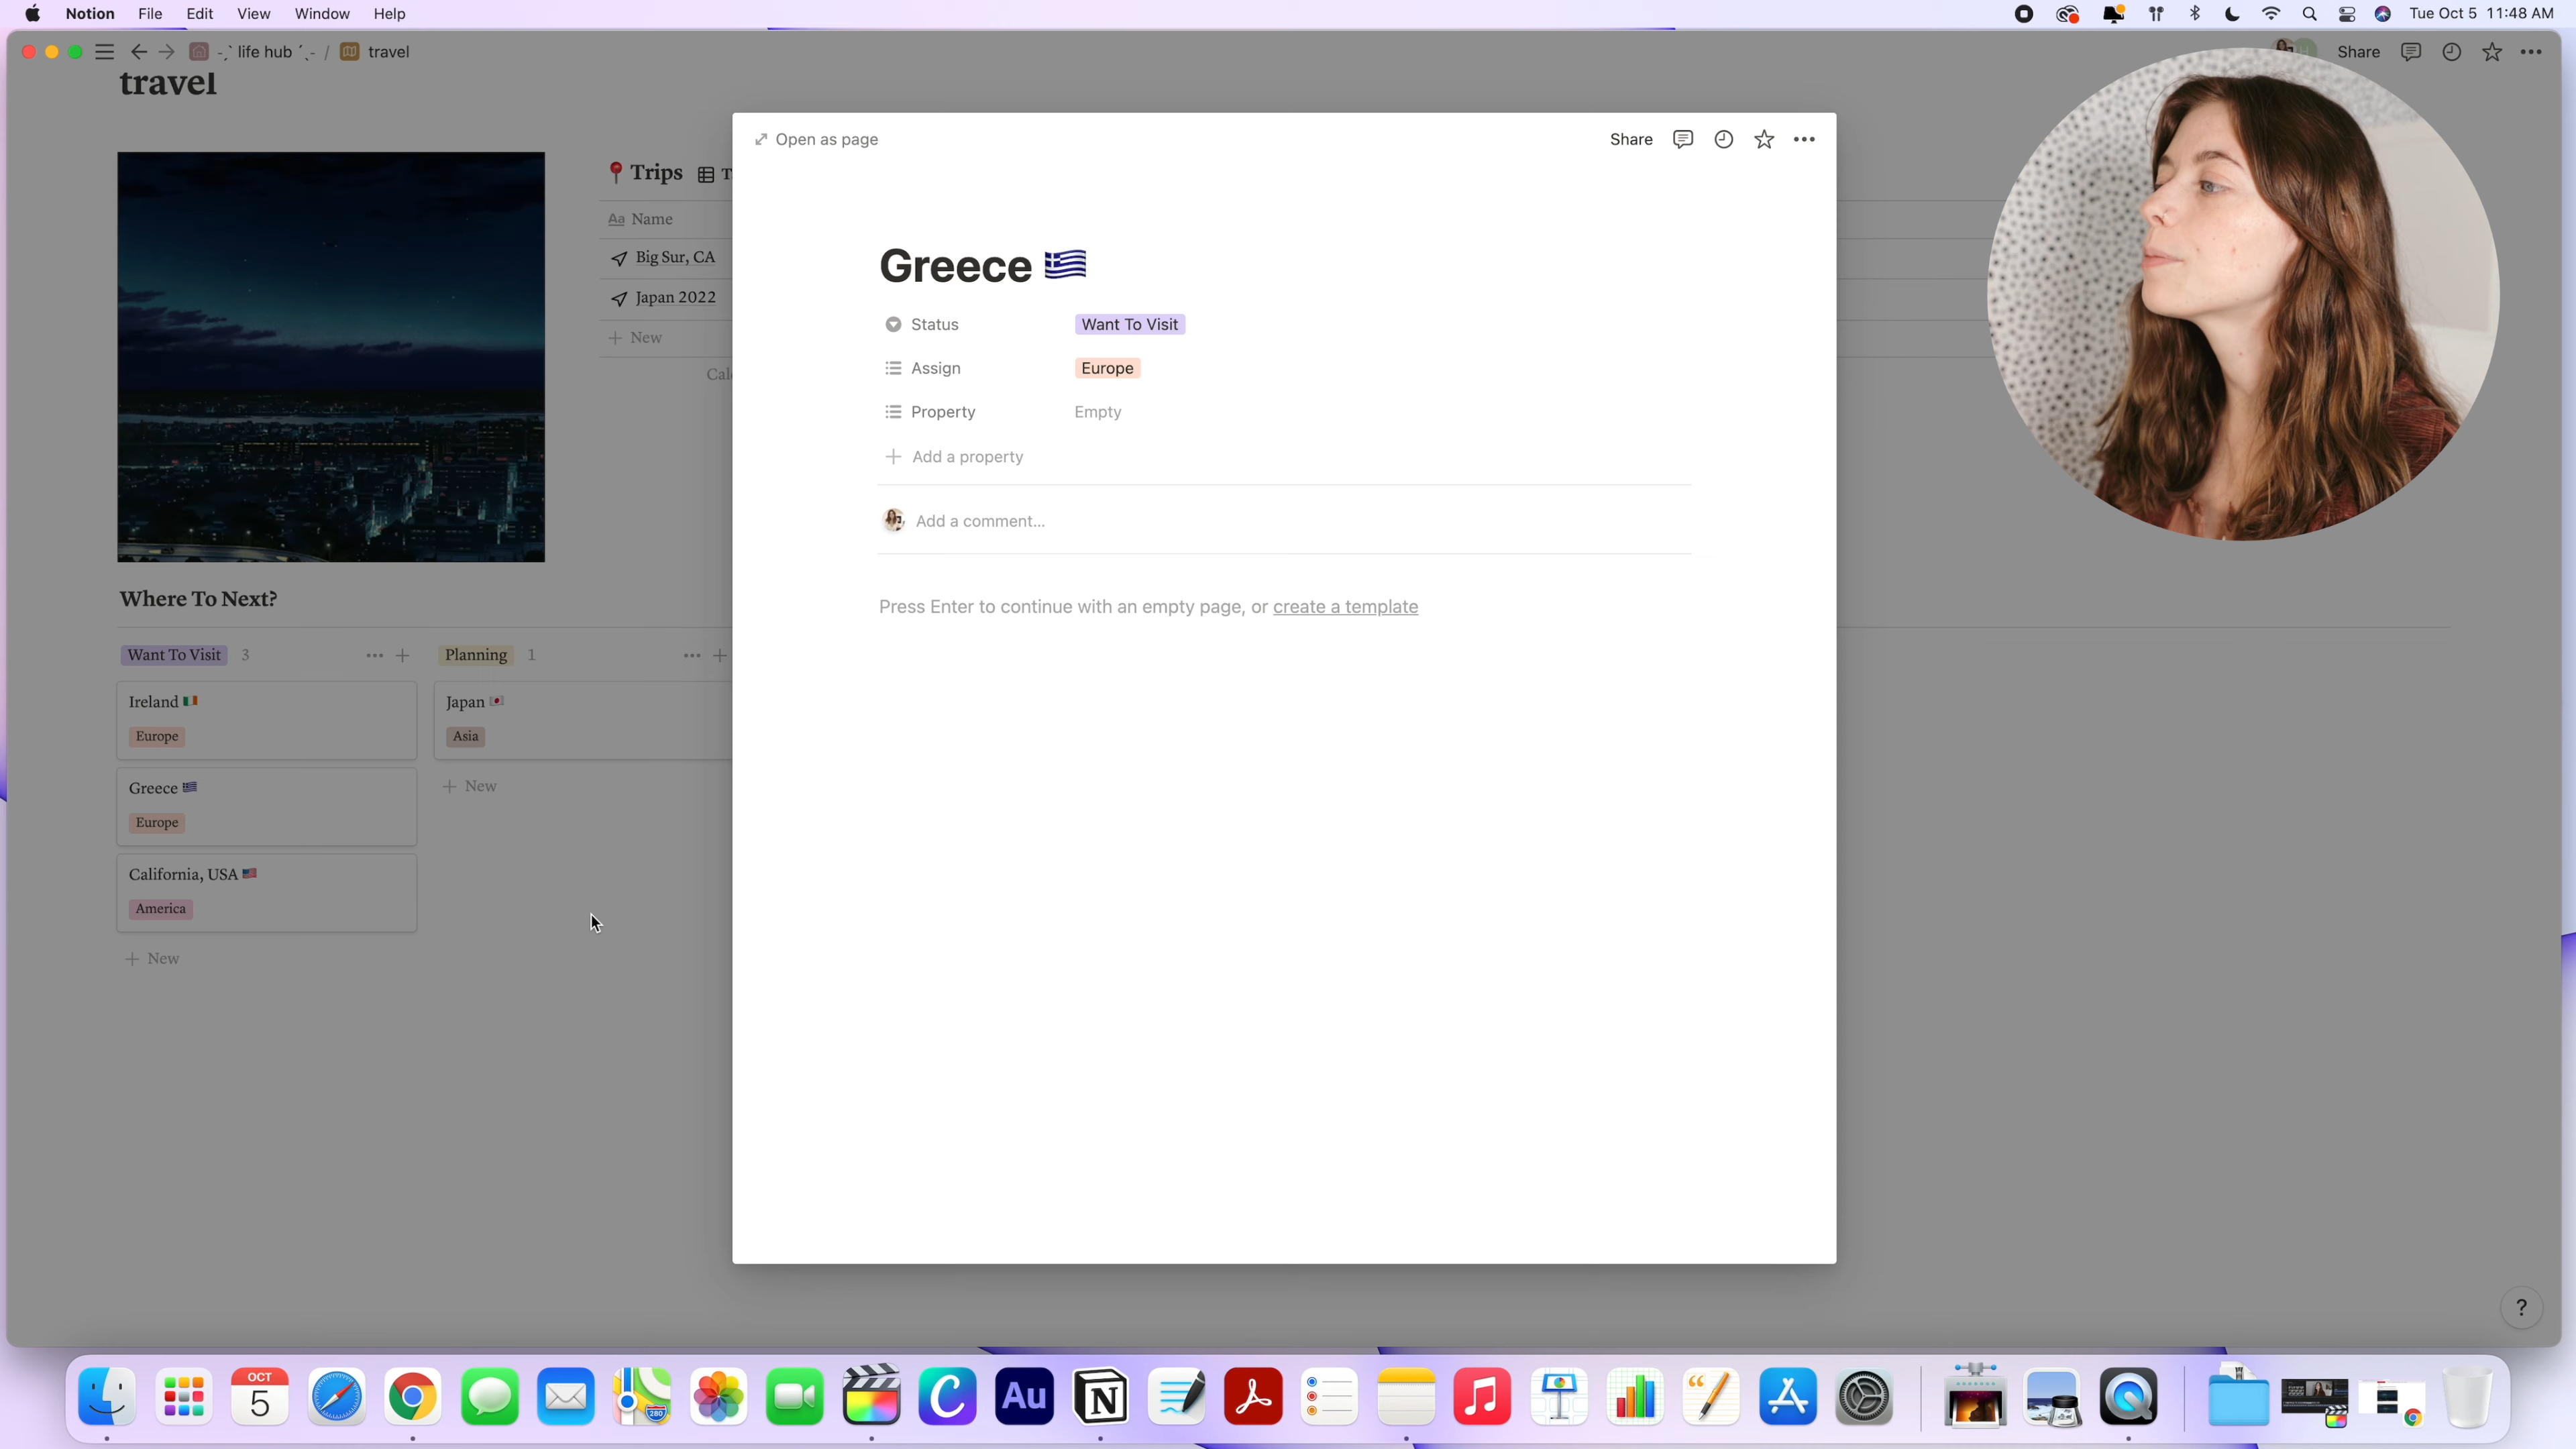 Notion File Edit View Window Help
Tue Oct 5 11:48 AM
-ˏˋ life hub ˊˎ- / travel
Share
travel
Open as page
Share
📍 Trips
Aa Name
Big Sur, CA
Japan 2022
+ New
Greece 🇬🇷
Status Want To Visit
Assign Europe
Property Empty
+ Add a property
Add a comment...
Press Enter to continue with an empty page, or create a template
Where To Next?
Want To Visit 3
Planning 1
Ireland 🇮🇪
Europe
Greece 🇬🇷
Europe
California, USA 🇺🇸
America
+ New
Japan 🇯🇵
Asia
+ New
?
OCT
5
280
Au
N